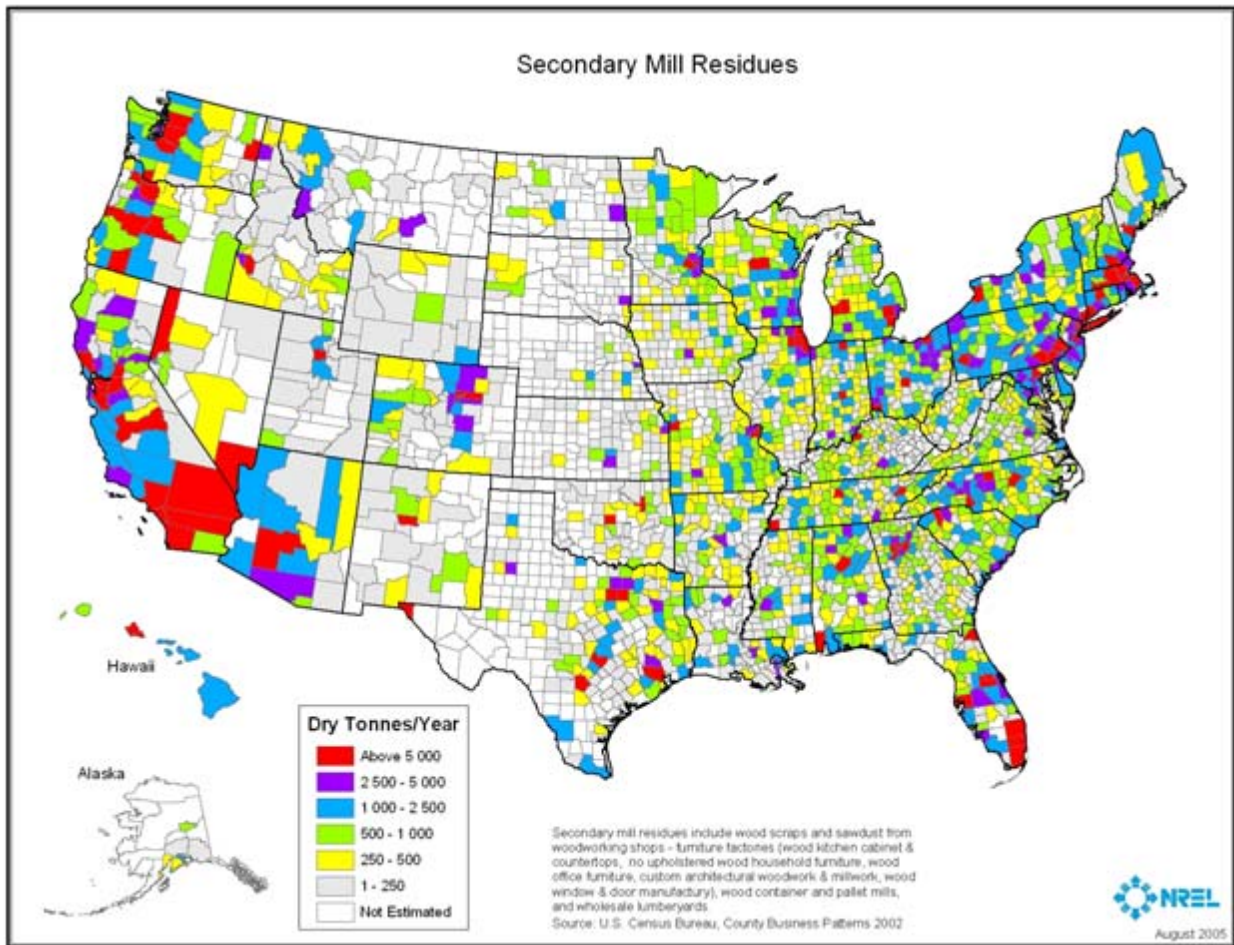 Secondary Mill Residues
Hawaii
Alaska
Dry Tonnes/Year
Above 5 000
2 500 - 5 000
1 000 - 2 500
500 - 1 000
250 - 500
1 - 250
Not Estimated
Secondary mill residues include wood scraps and sawdust from
woodworking shops - furniture factories (wood kitchen cabinet &
countertops, no upholstered wood household furniture, wood
office furniture, custom architectural woodwork & millwork, wood
window & door manufactury), wood container and pallet mills,
and wholesale lumberyards
Source: U.S. Census Bureau, County Business Patterns 2002
NREL
August 2005